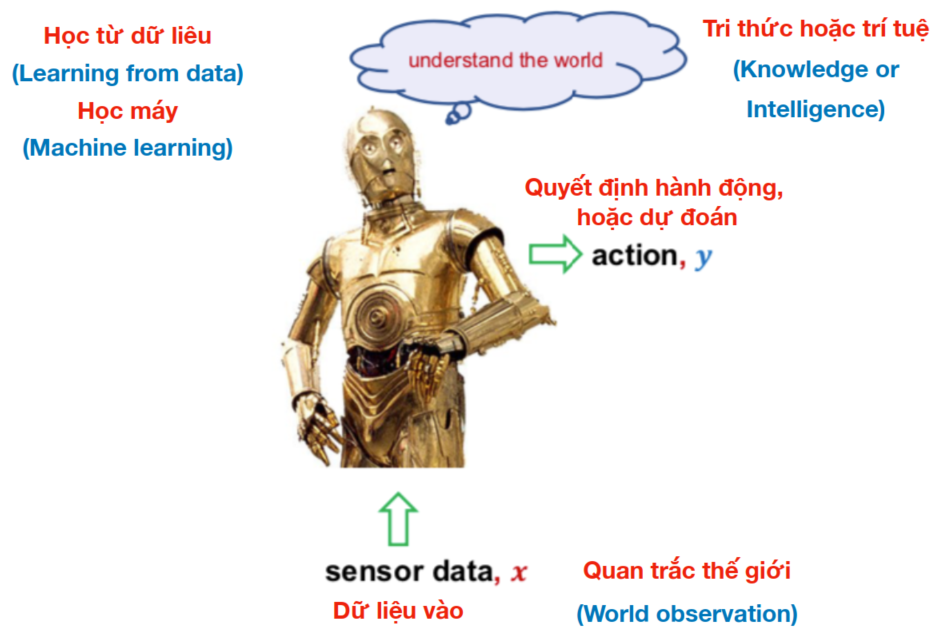 Học từ dữ liêu
(Learning from data)
Học máy
(Machine learning)
understand the world
Tri thức hoặc trí tuệ
(Knowledge or
Intelligence)
Quyết định hành động,
hoặc dự đoán
action, y
sensor data, x
Dữ liệu vào
Quan trắc thế giới
(World observation)